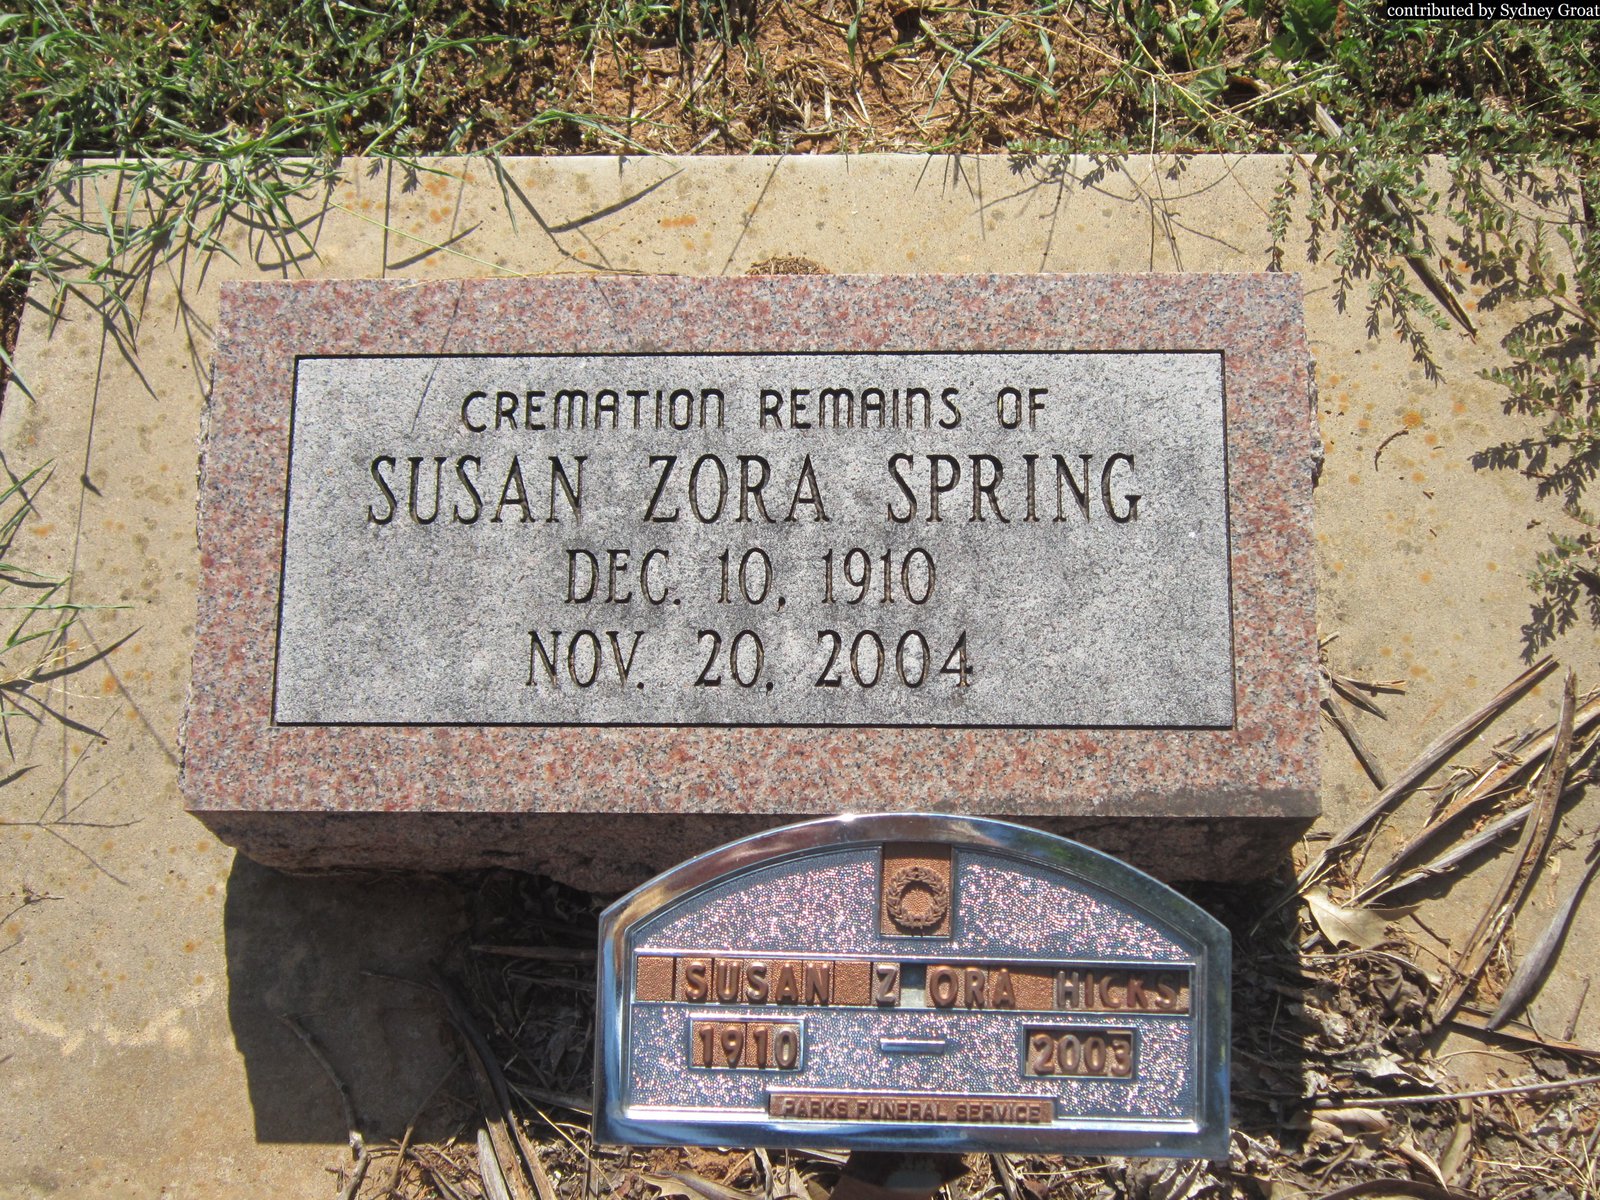 contributed by Sydney Groat
CREMATION REMAINS OF
SUSAN ZORA SPRING
DEC. 10, 1910
NOV. 20, 2004
SUSAN ZORA HICKS
1910 — 2003
PARKS FUNERAL SERVICE